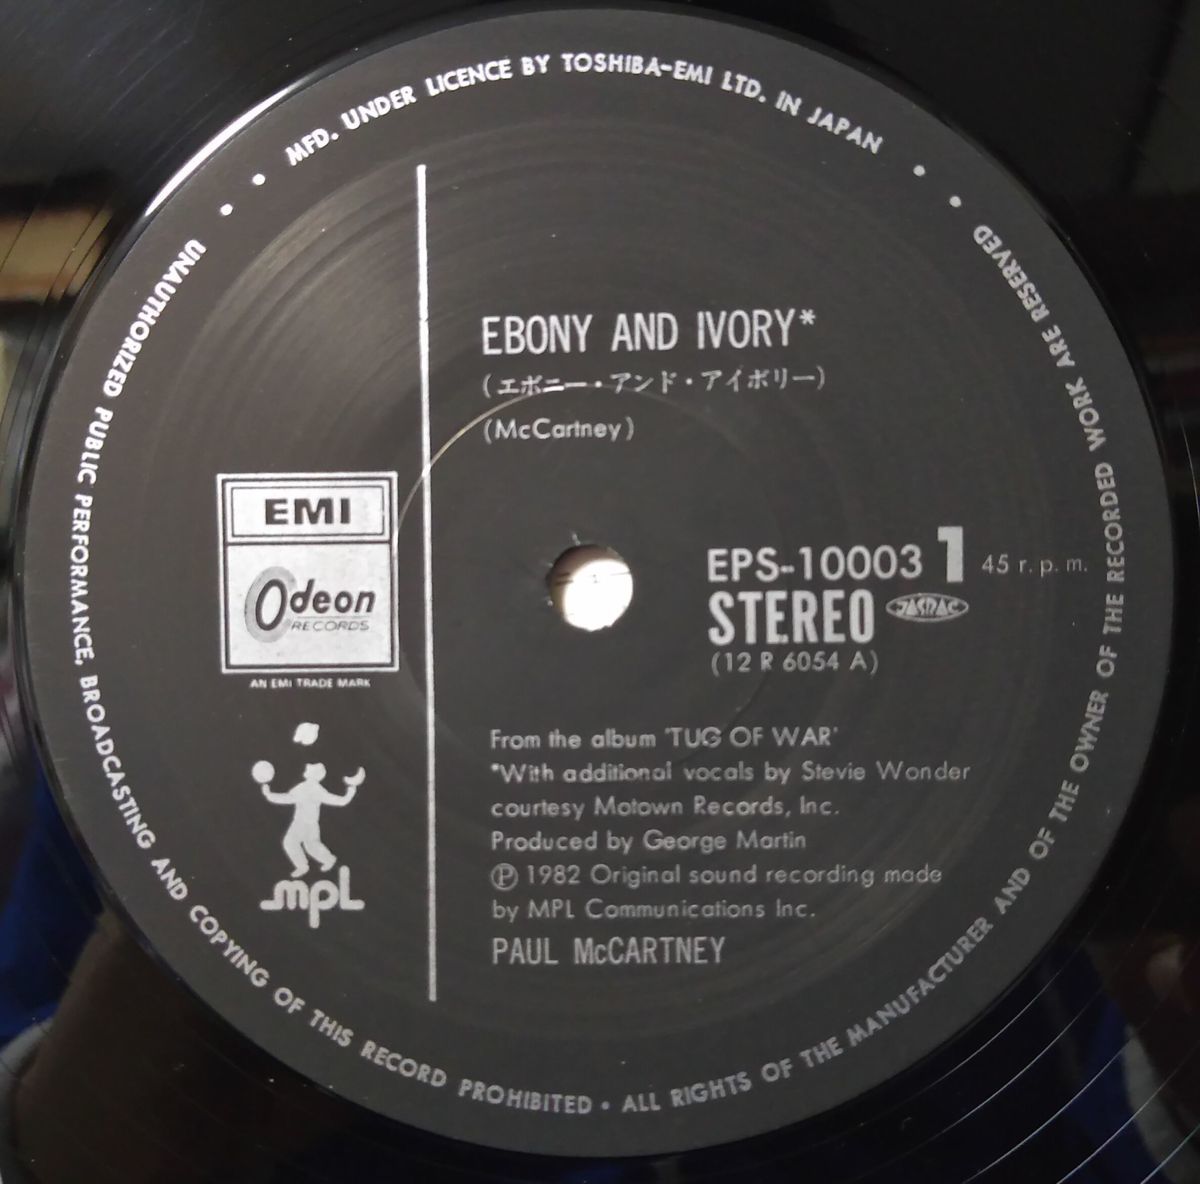 MFD. UNDER LICENCE BY TOSHIBA-EMI LTD. IN JAPAN
EBONY AND IVORY*
(エボニー・アンド・アイボリー)
(McCartney)
EMI
Odeon
RECORDS
AN EMI TRADE MARK
EPS-10003 1 45 r.p.m.
STEREO JASRAC
(12 R 6054 A)
From the album 'TUG OF WAR'
*With additional vocals by Stevie Wonder
courtesy Motown Records, Inc.
Produced by George Martin
Ⓟ 1982 Original sound recording made
by MPL Communications Inc.
PAUL McCARTNEY
mpl
UNAUTHORIZED PUBLIC PERFORMANCE, BROADCASTING AND COPYING OF THIS RECORD PROHIBITED • ALL RIGHTS OF THE MANUFACTURER AND OF THE OWNER OF THE RECORDED WORK ARE RESERVED